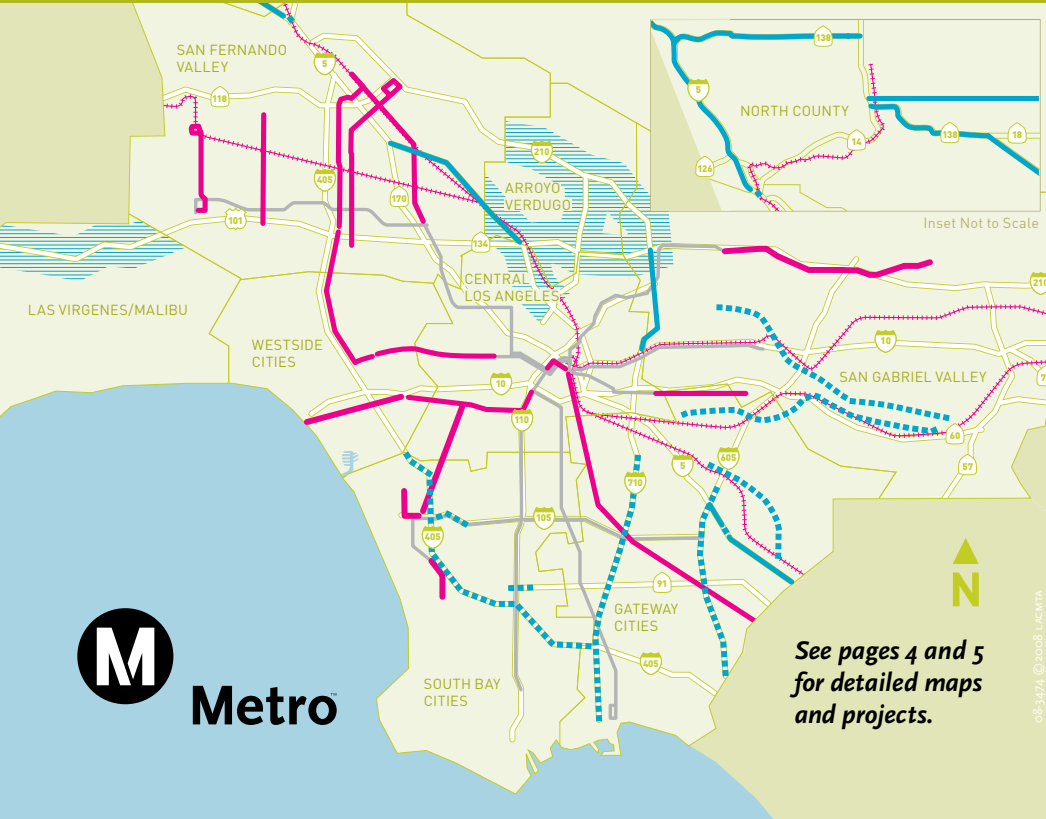 SAN FERNANDO
VALLEY
5
118
405
170
101
134
210
ARROYO
VERDUGO
CENTRAL
LOS ANGELES
LAS VIRGENES/MALIBU
WESTSIDE
CITIES
10
110
138
5
NORTH COUNTY
14
138
18
126
Inset Not to Scale
210
10
SAN GABRIEL VALLEY
60
57
605
5
710
105
405
91
GATEWAY
CITIES
405
SOUTH BAY
CITIES
N
M
Metro™
See pages 4 and 5
for detailed maps
and projects.
08-3474 ©2008 LACMTA